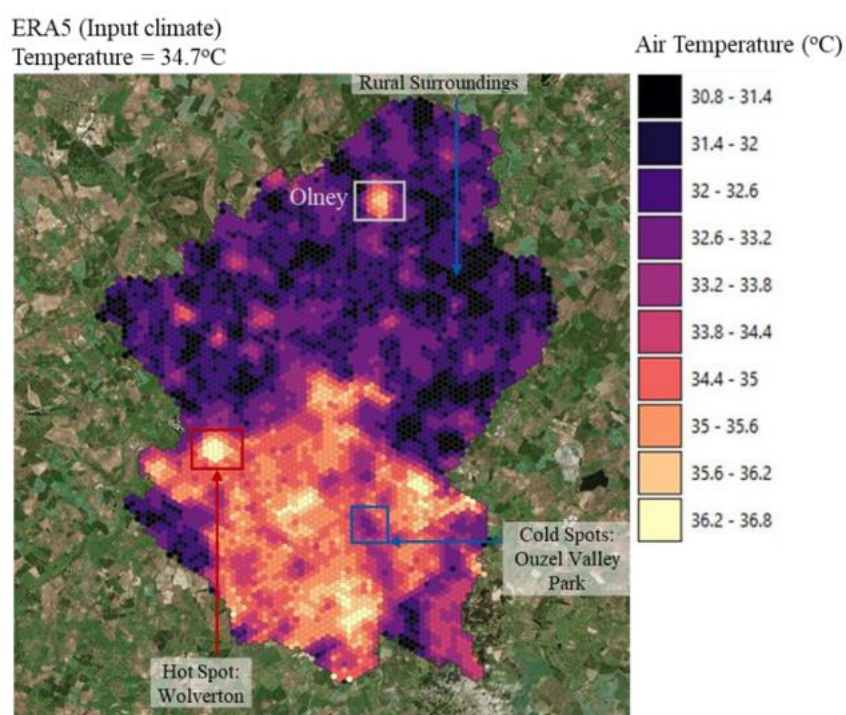 ERA5 (Input climate)
Temperature = 34.7ºC
Air Temperature (ºC)
Rural Surroundings
Olney
30.8 - 31.4
31.4 - 32
32 - 32.6
32.6 - 33.2
33.2 - 33.8
33.8 - 34.4
34.4 - 35
35 - 35.6
35.6 - 36.2
36.2 - 36.8
Cold Spots:
Ouzel Valley
Park
Hot Spot:
Wolverton